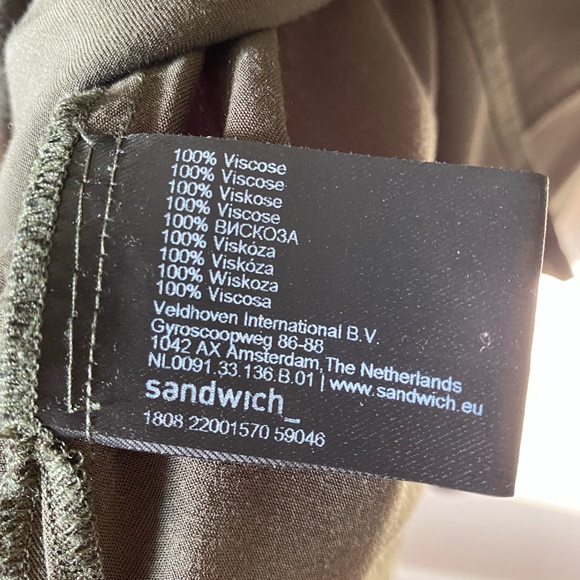 100% Viscose
100% Viscose
100% Viskose
100% Viscose
100% ВИСКОЗА
100% Viskóza
100% Viskóza
100% Wiskoza
100% Viscosa
Veldhoven International B.V.
Gyroscoopweg 86-88
1042 AX Amsterdam, The Netherlands
NL0091.33.136.B.01 | www.sandwich.eu
sandwich_
1808 22001570 59046